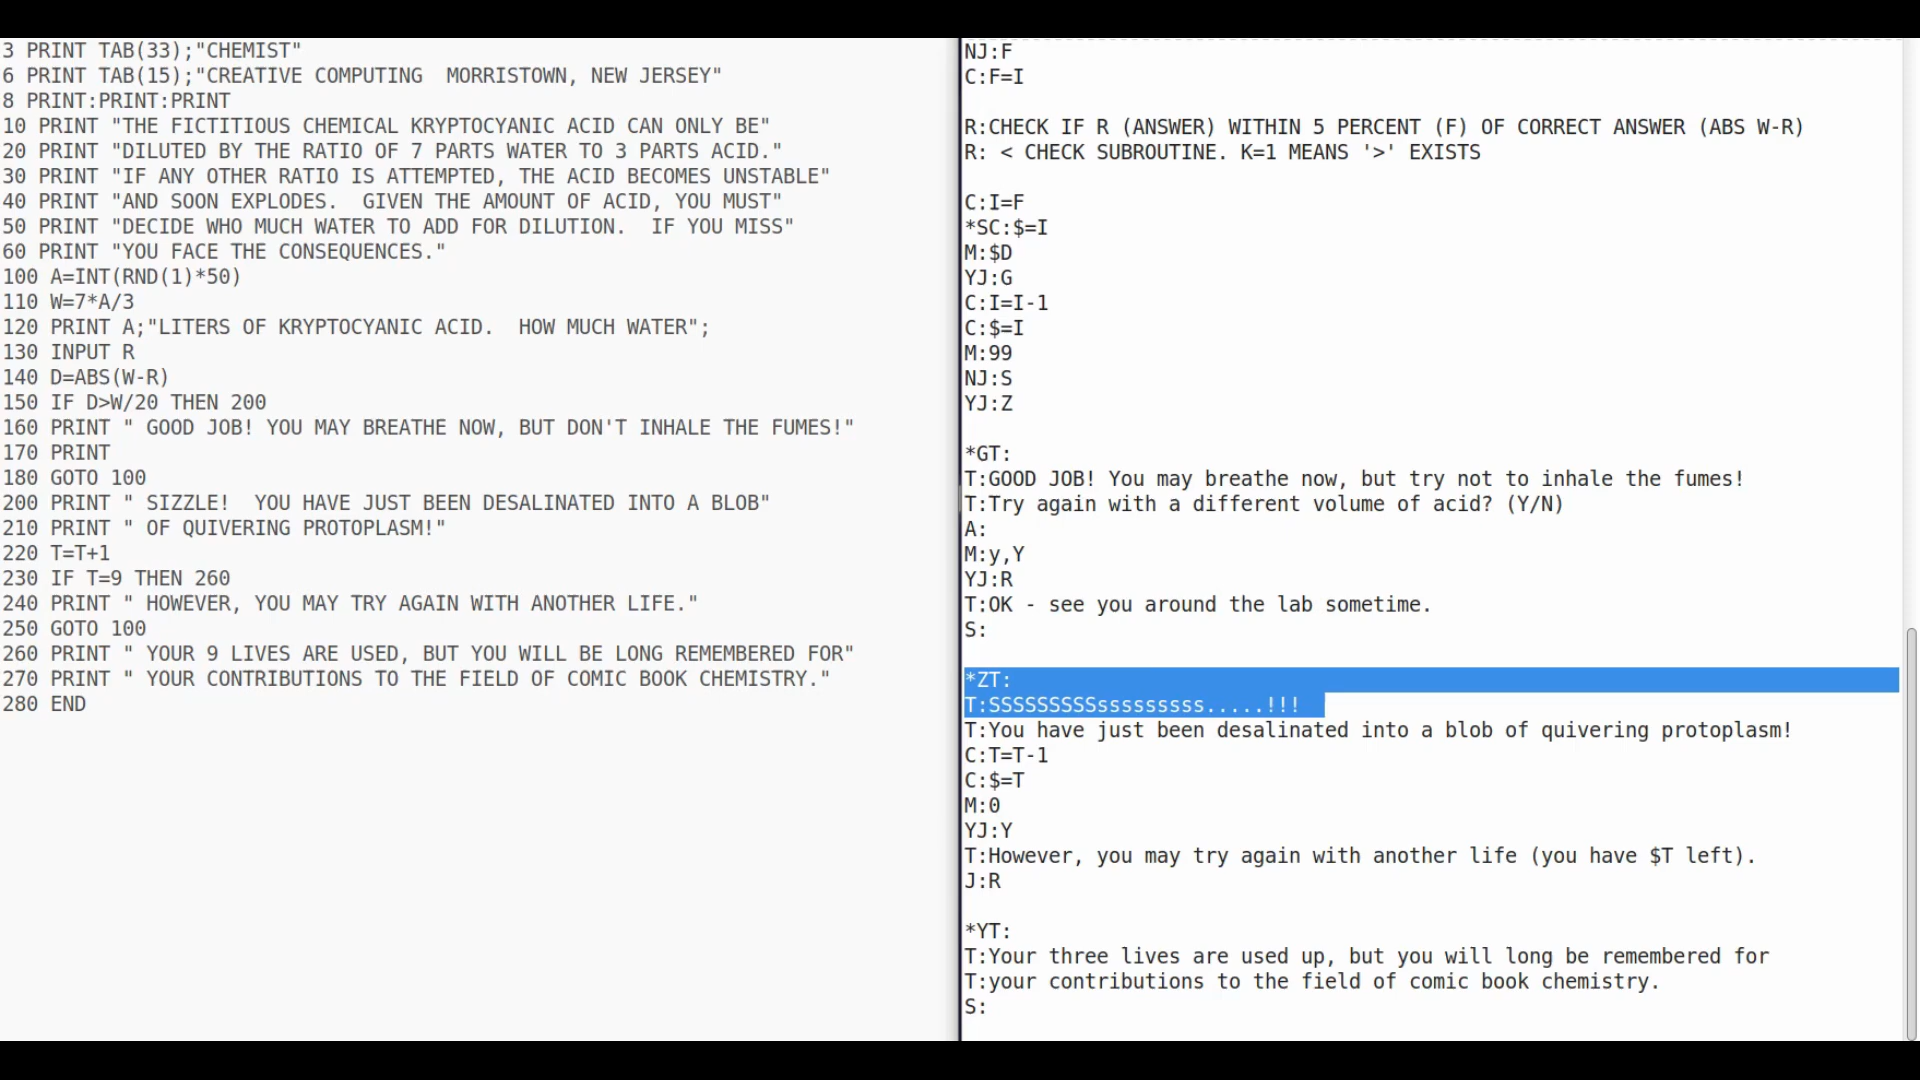 3 PRINT TAB(33);"CHEMIST"
6 PRINT TAB(15);"CREATIVE COMPUTING  MORRISTOWN, NEW JERSEY"
8 PRINT:PRINT:PRINT
10 PRINT "THE FICTITIOUS CHEMICAL KRYPTOCYANIC ACID CAN ONLY BE"
20 PRINT "DILUTED BY THE RATIO OF 7 PARTS WATER TO 3 PARTS ACID."
30 PRINT "IF ANY OTHER RATIO IS ATTEMPTED, THE ACID BECOMES UNSTABLE"
40 PRINT "AND SOON EXPLODES.  GIVEN THE AMOUNT OF ACID, YOU MUST"
50 PRINT "DECIDE WHO MUCH WATER TO ADD FOR DILUTION.  IF YOU MISS"
60 PRINT "YOU FACE THE CONSEQUENCES."
100 A=INT(RND(1)*50)
110 W=7*A/3
120 PRINT A;"LITERS OF KRYPTOCYANIC ACID.  HOW MUCH WATER";
130 INPUT R
140 D=ABS(W-R)
150 IF D>W/20 THEN 200
160 PRINT " GOOD JOB! YOU MAY BREATHE NOW, BUT DON'T INHALE THE FUMES!"
170 PRINT
180 GOTO 100
200 PRINT " SIZZLE!  YOU HAVE JUST BEEN DESALINATED INTO A BLOB"
210 PRINT " OF QUIVERING PROTOPLASM!"
220 T=T+1
230 IF T=9 THEN 260
240 PRINT " HOWEVER, YOU MAY TRY AGAIN WITH ANOTHER LIFE."
250 GOTO 100
260 PRINT " YOUR 9 LIVES ARE USED, BUT YOU WILL BE LONG REMEMBERED FOR"
270 PRINT " YOUR CONTRIBUTIONS TO THE FIELD OF COMIC BOOK CHEMISTRY."
280 END
NJ:F
C:F=I
R:CHECK IF R (ANSWER) WITHIN 5 PERCENT (F) OF CORRECT ANSWER (ABS W-R)
R: < CHECK SUBROUTINE. K=1 MEANS '>' EXISTS
C:I=F
*SC:$=I
M:$D
YJ:G
C:I=I-1
C:$=I
M:99
NJ:S
YJ:Z
*GT:
T:GOOD JOB! You may breathe now, but try not to inhale the fumes!
T:Try again with a different volume of acid? (Y/N)
A:
M:y,Y
YJ:R
T:OK - see you around the lab sometime.
S:
*ZT:
T:SSSSSSSSSsssssssss.....!!!
T:You have just been desalinated into a blob of quivering protoplasm!
C:T=T-1
C:$=T
M:0
YJ:Y
T:However, you may try again with another life (you have $T left).
J:R
*YT:
T:Your three lives are used up, but you will long be remembered for
T:your contributions to the field of comic book chemistry.
S: